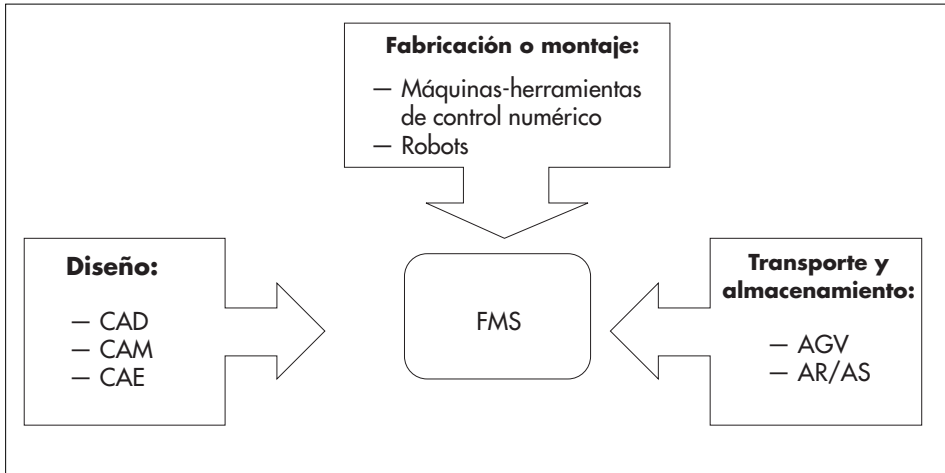 Fabricación o montaje:
— Máquinas-herramientas
de control numérico
— Robots
Diseño:
— CAD
— CAM
— CAE
FMS
Transporte y
almacenamiento:
— AGV
— AR/AS